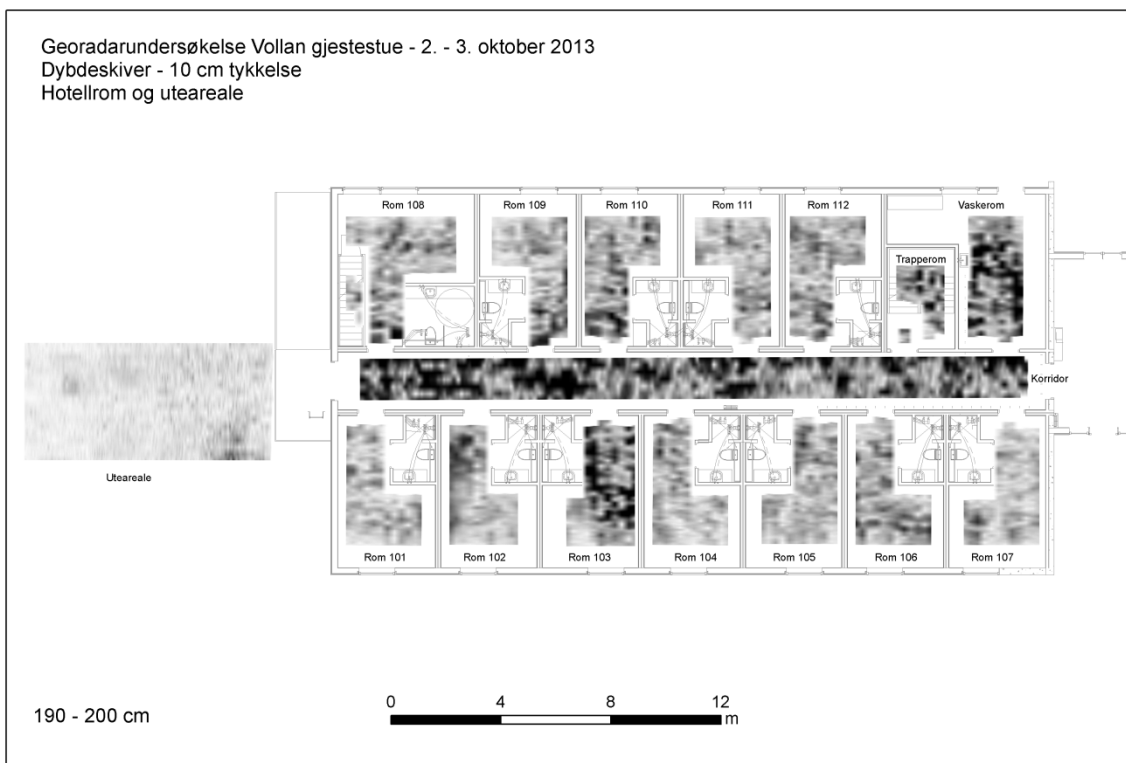 Georadarundersøkelse Vollan gjestestue - 2. - 3. oktober 2013
Dybdeskiver - 10 cm tykkelse
Hotellrom og uteareale
Rom 108
Rom 109
Rom 110
Rom 111
Rom 112
Vaskerom
Trapperom
Korridor
Uteareale
Rom 101
Rom 102
Rom 103
Rom 104
Rom 105
Rom 106
Rom 107
190 - 200 cm
0 4 8 12
m